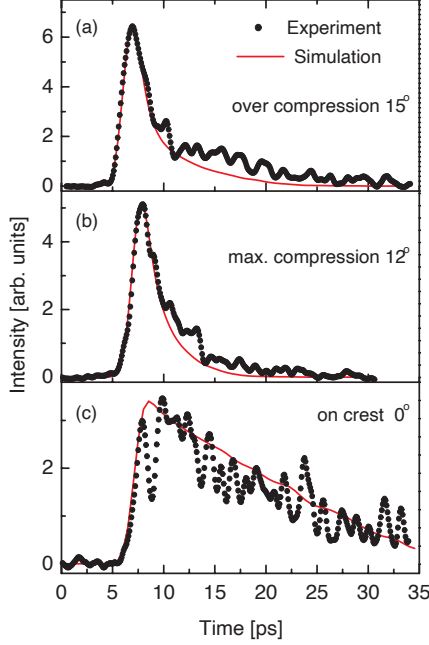 (a)
Experiment
Simulation
over compression 15°
6
4
2
0
(b)
max. compression 12°
4
2
0
Intensity [arb. units]
(c)
on crest 0°
2
0
0 5 10 15 20 25 30 35
Time [ps]